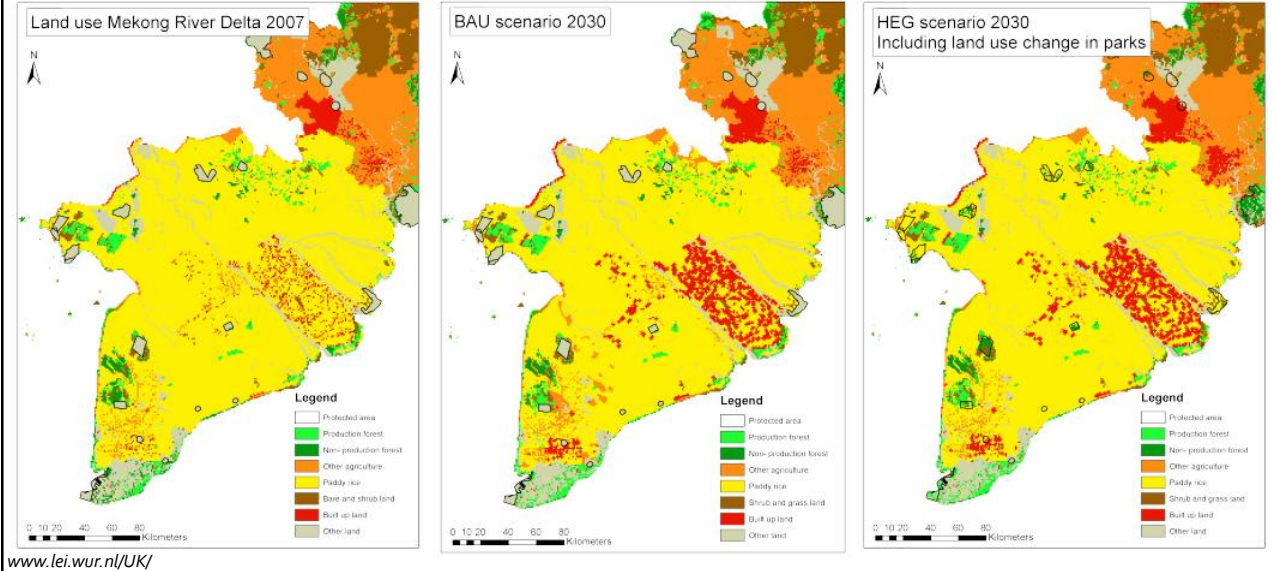 Land use Mekong River Delta 2007
N
Legend
Protected area
Production forest
Non- production forest
Other agriculture
Paddy rice
Bare and shrub land
Built up land
Other land
0 10 20 40 60 80
Kilometers
BAU scenario 2030
N
Legend
Protected area
Production forest
Non- production forest
Other agriculture
Paddy rice
Shrub and grass land
Built up land
Other land
0 10 20 40 60 80
Kilometers
HEG scenario 2030
Including land use change in parks
N
Legend
Protected area
Production forest
Non- production forest
Other agriculture
Paddy rice
Shrub and grass land
Built up land
Other land
0 10 20 40 60 80
Kilometers
www.lei.wur.nl/UK/